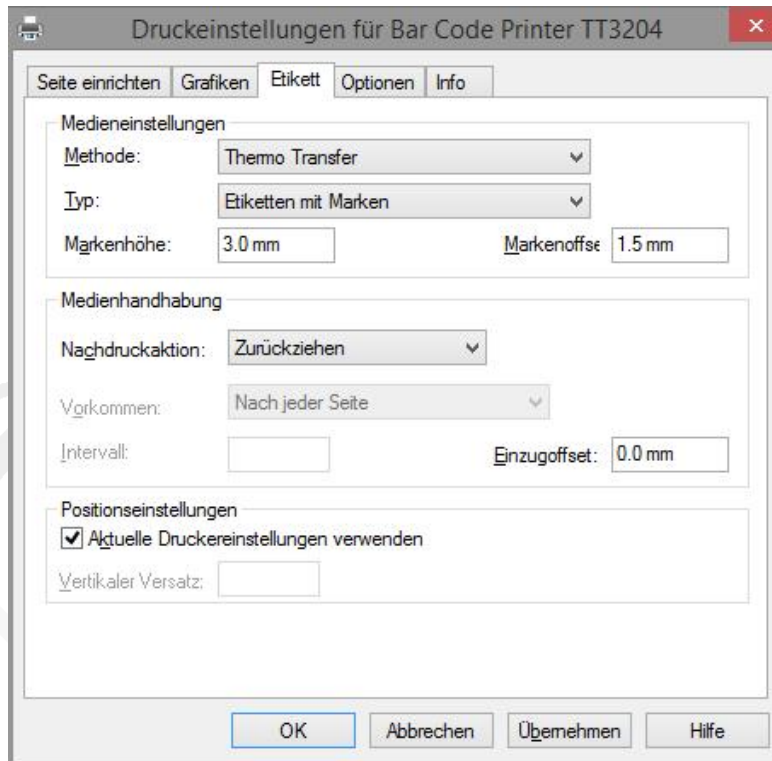 Druckeinstellungen für Bar Code Printer TT3204
Seite einrichten Grafiken Etikett Optionen Info
Medieneinstellungen
Methode: Thermo Transfer
Typ: Etiketten mit Marken
Markenhöhe: 3.0 mm Markenoffse 1.5 mm
Medienhandhabung
Nachdruckaktion: Zurückziehen
Vorkommen: Nach jeder Seite
Intervall: Einzugoffset: 0.0 mm
Positionseinstellungen
Aktuelle Druckereinstellungen verwenden
Vertikaler Versatz:
OK Abbrechen Übernehmen Hilfe